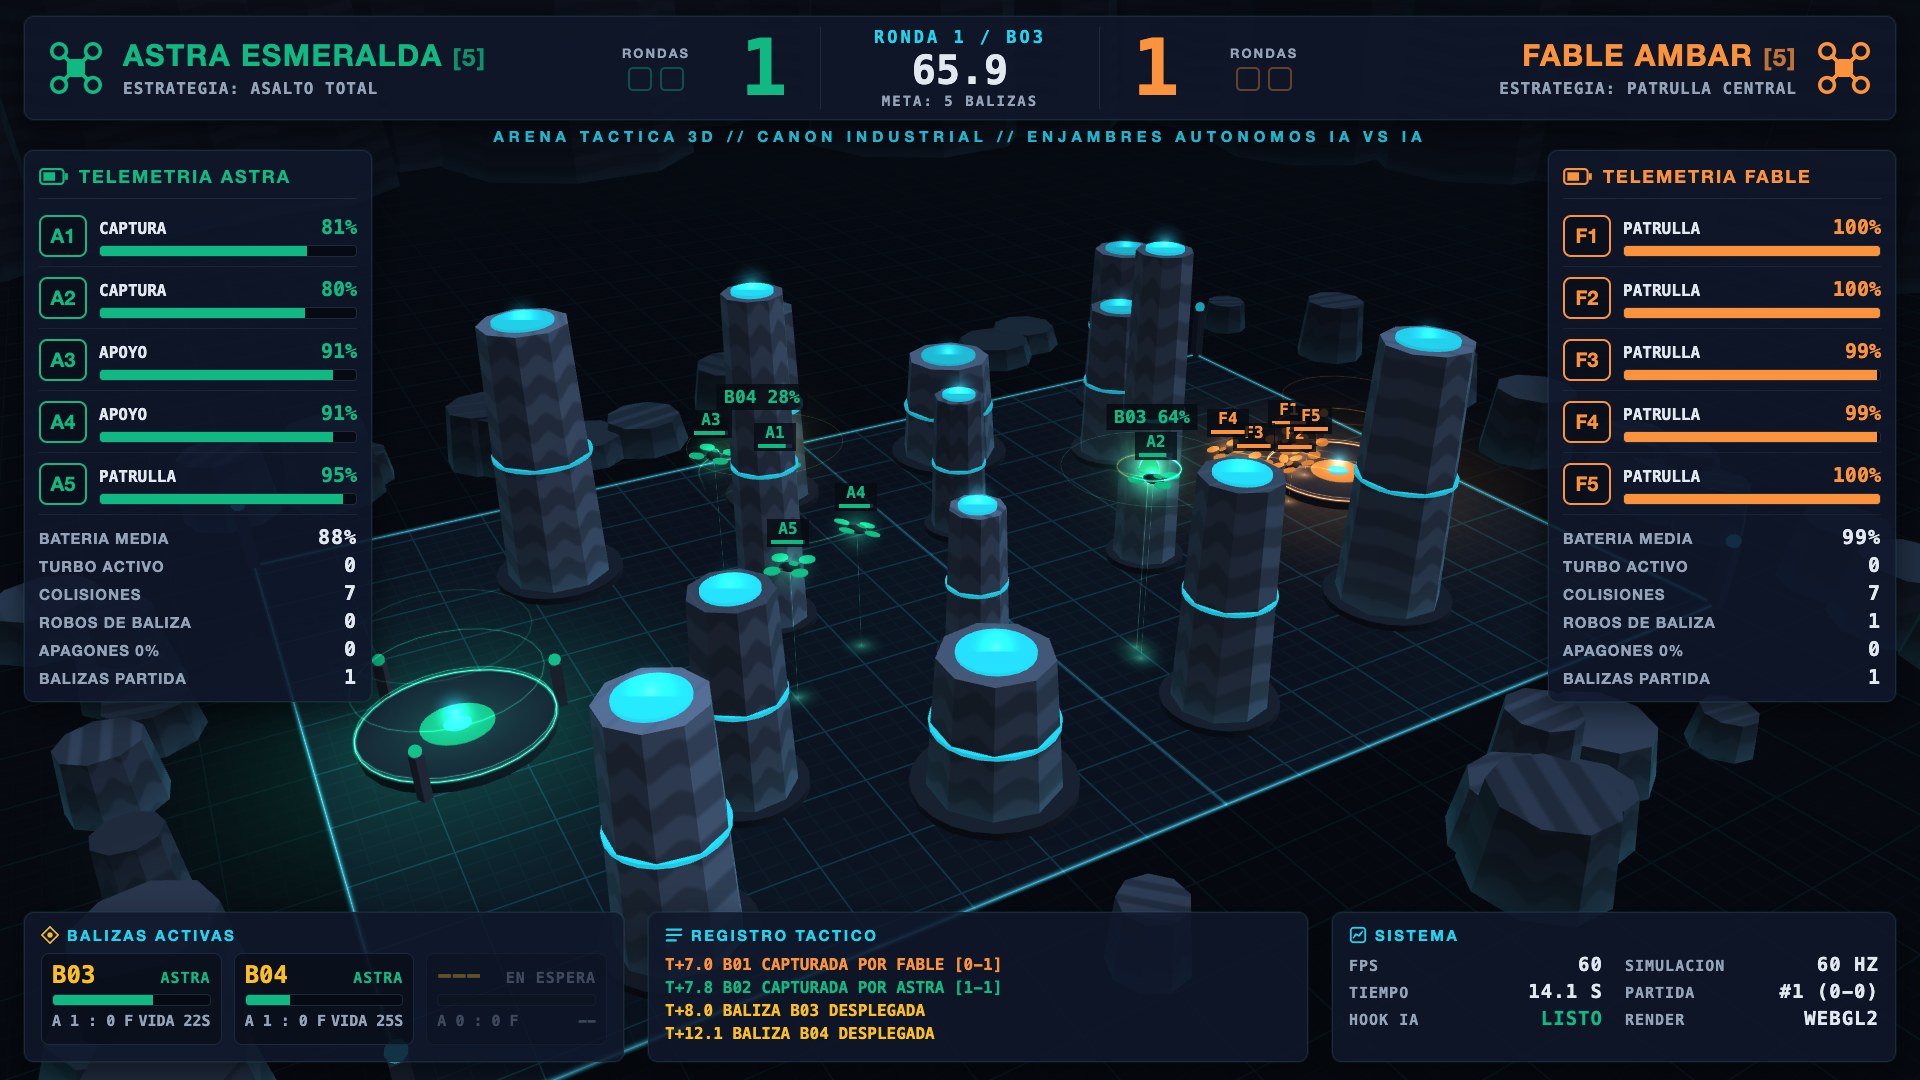 ASTRA ESMERALDA [5]
ESTRATEGIA: ASALTO TOTAL
RONDAS
1
RONDA 1 / BO3
65.9
META: 5 BALIZAS
1
RONDAS
FABLE AMBAR [5]
ESTRATEGIA: PATRULLA CENTRAL
ARENA TACTICA 3D // CANON INDUSTRIAL // ENJAMBRES AUTONOMOS IA VS IA
TELEMETRIA ASTRA
A1 CAPTURA 81%
A2 CAPTURA 80%
A3 APOYO 91%
A4 APOYO 91%
A5 PATRULLA 95%
BATERIA MEDIA 88%
TURBO ACTIVO 0
COLISIONES 7
ROBOS DE BALIZA 0
APAGONES 0% 0
BALIZAS PARTIDA 1
B04 28%
A3
A1
A4
A5
B03 64%
A2
F4
F3
F1
F2
F5
TELEMETRIA FABLE
F1 PATRULLA 100%
F2 PATRULLA 100%
F3 PATRULLA 99%
F4 PATRULLA 99%
F5 PATRULLA 100%
BATERIA MEDIA 99%
TURBO ACTIVO 0
COLISIONES 7
ROBOS DE BALIZA 1
APAGONES 0% 0
BALIZAS PARTIDA 1
BALIZAS ACTIVAS
B03 ASTRA
A 1 : 0 F VIDA 22S
B04 ASTRA
A 1 : 0 F VIDA 25S
--- EN ESPERA
A 0 : 0 F --
REGISTRO TACTICO
T+7.0 B01 CAPTURADA POR FABLE [0-1]
T+7.8 B02 CAPTURADA POR ASTRA [1-1]
T+8.0 BALIZA B03 DESPLEGADA
T+12.1 BALIZA B04 DESPLEGADA
SISTEMA
FPS 60 SIMULACION 60 HZ
TIEMPO 14.1 S PARTIDA #1 (0-0)
HOOK IA LISTO RENDER WEBGL2